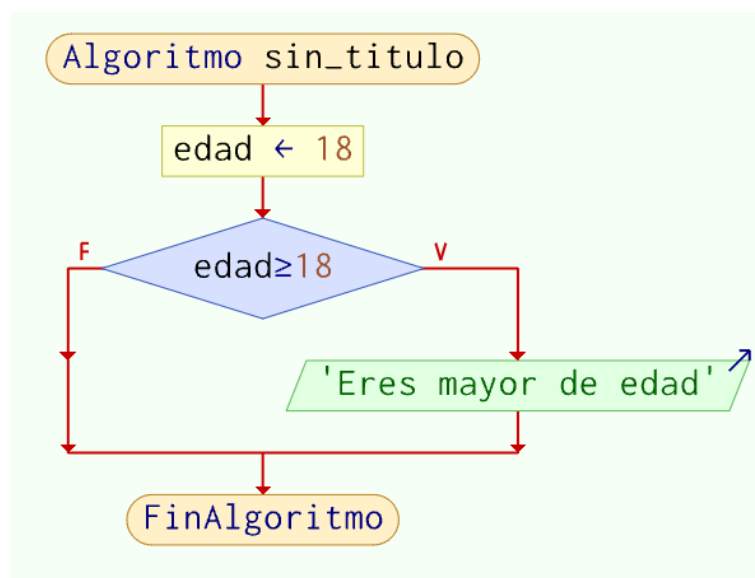 Algoritmo sin_titulo
edad ← 18
F
edad≥18
V
'Eres mayor de edad'
FinAlgoritmo